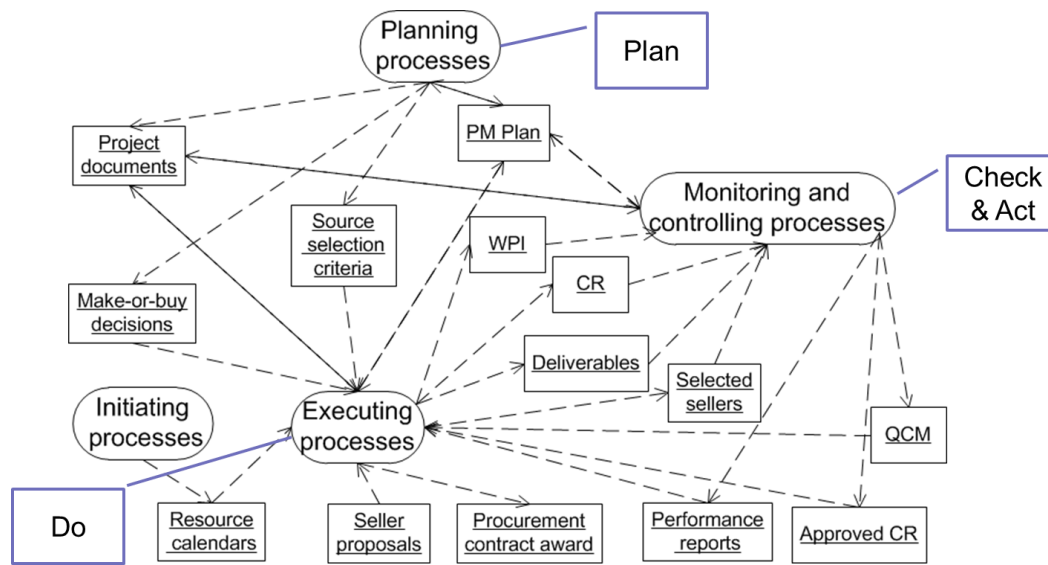 Planning
processes
Plan
PM Plan
Project
documents
Monitoring and
controlling processes
Check
& Act
Source
selection
criteria
WPI
CR
Make-or-buy
decisions
Deliverables
Selected
sellers
Initiating
processes
Executing
processes
QCM
Do
Resource
calendars
Seller
proposals
Procurement
contract award
Performance
reports
Approved CR